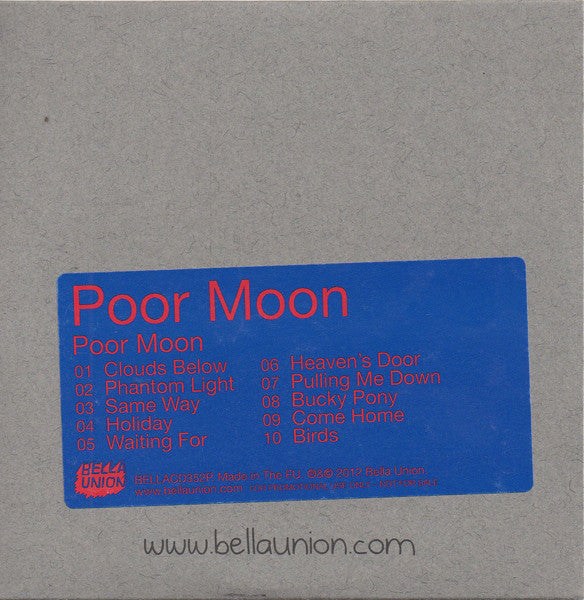 Poor Moon
Poor Moon
01 Clouds Below
02 Phantom Light
03 Same Way
04 Holiday
05 Waiting For
06 Heaven's Door
07 Pulling Me Down
08 Bucky Pony
09 Come Home
10 Birds
BELLA UNION
BELLACD352P. Made in The EU. ℗&© 2012 Bella Union.
www.bellaunion.com
www.bellaunion.com